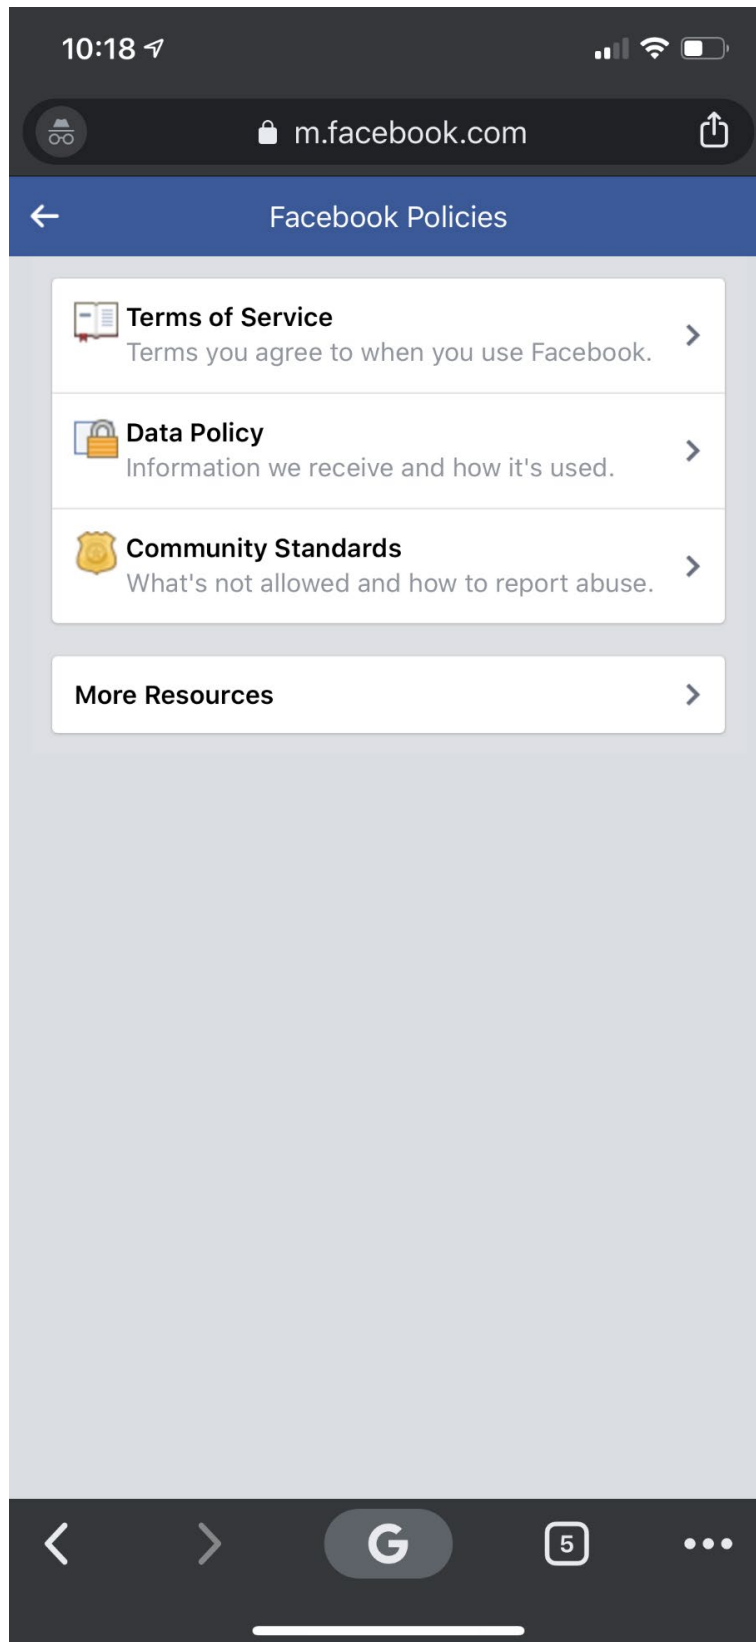 10:18
m.facebook.com
Facebook Policies
Terms of Service
Terms you agree to when you use Facebook.
Data Policy
Information we receive and how it's used.
Community Standards
What's not allowed and how to report abuse.
More Resources
G
5